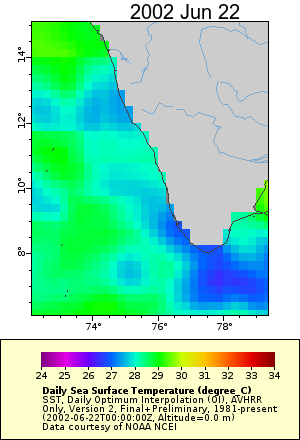 2002 Jun 22
14°
12°
10°
8°
74°
76°
78°
24 25 26 27 28 29 30 31 32 33 34
Daily Sea Surface Temperature (degree_C)
SST, Daily Optimum Interpolation (OI), AVHRR
Only, Version 2, Final+Preliminary, 1981-present
(2002-06-22T00:00:00Z, Altitude=0.0 m)
Data courtesy of NOAA NCEI